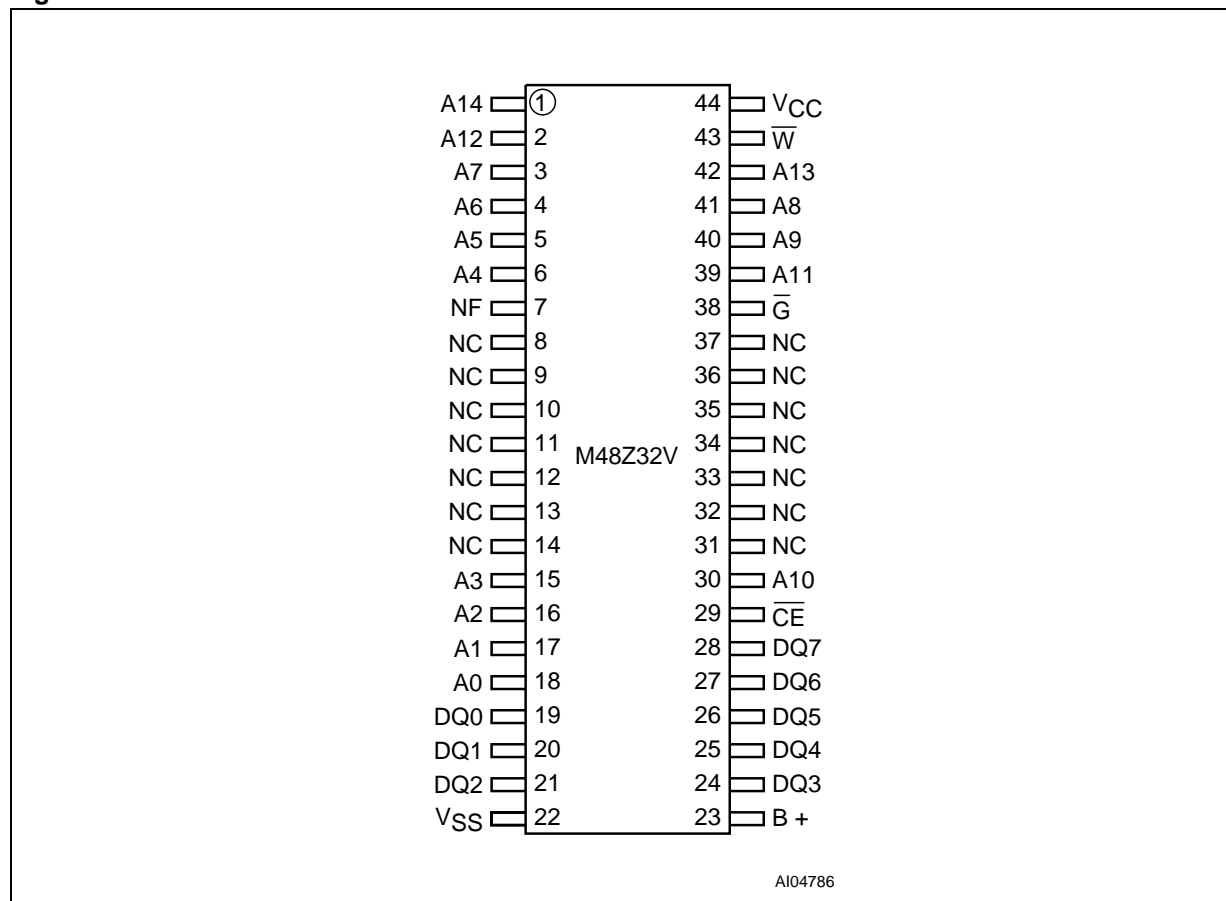 A14 1 44 VCC
A12 2 43 W̅
A7 3 42 A13
A6 4 41 A8
A5 5 40 A9
A4 6 39 A11
NF 7 38 G̅
NC 8 37 NC
NC 9 36 NC
NC 10 35 NC
NC 11 34 NC
M48Z32V
NC 12 33 NC
NC 13 32 NC
NC 14 31 NC
A3 15 30 A10
A2 16 29 C̅E̅
A1 17 28 DQ7
A0 18 27 DQ6
DQ0 19 26 DQ5
DQ1 20 25 DQ4
DQ2 21 24 DQ3
VSS 22 23 B +
AI04786